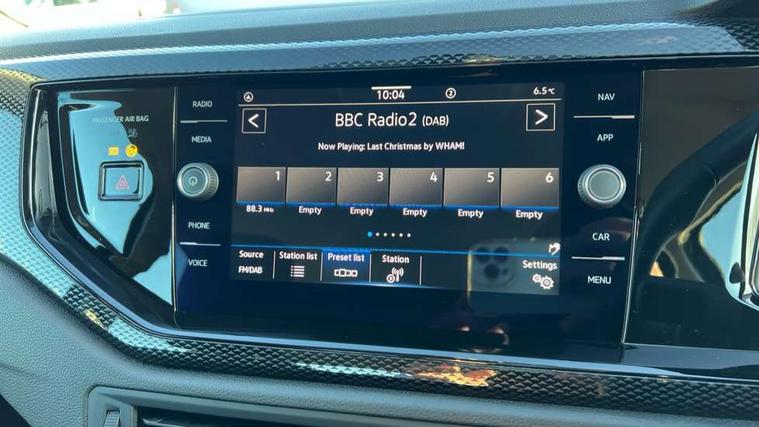 RADIO
MEDIA
PHONE
VOICE
PASSENGER AIR BAG
10:04
2
6.5°C
<
BBC Radio2 (DAB)
>
Now Playing: Last Christmas by WHAM!
1 2 3 4 5 6
88.3 MHz Empty Empty Empty Empty Empty
Source Station list Preset list Station Settings
FM/DAB
NAV
APP
CAR
MENU